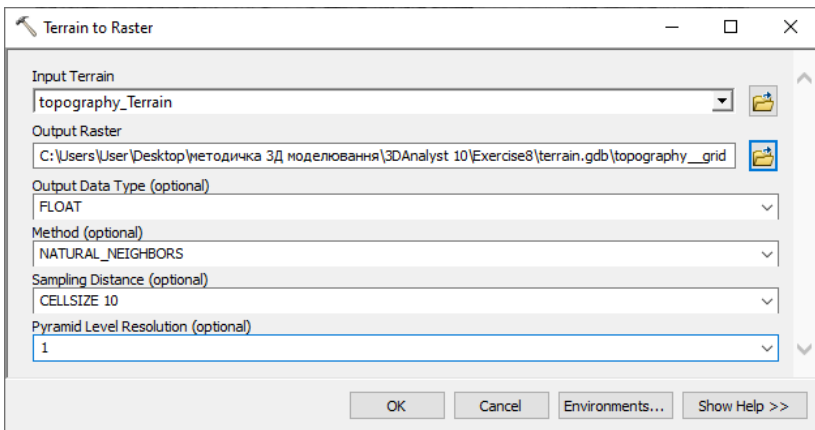 Terrain to Raster
Input Terrain
topography_Terrain
Output Raster
C:\Users\User\Desktop\методичка 3Д моделювання\3DAnalyst 10\Exercise8\terrain.gdb\topography__grid
Output Data Type (optional)
FLOAT
Method (optional)
NATURAL_NEIGHBORS
Sampling Distance (optional)
CELLSIZE 10
Pyramid Level Resolution (optional)
1
OK Cancel Environments... Show Help >>